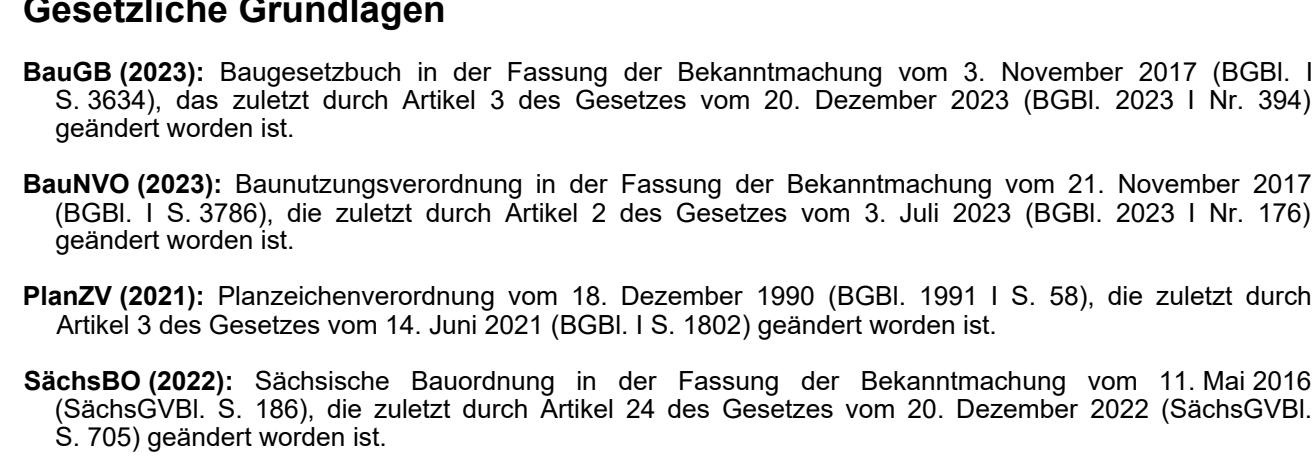 Gesetzliche Grundlagen
BauGB (2023): Baugesetzbuch in der Fassung der Bekanntmachung vom 3. November 2017 (BGBl. I
S. 3634), das zuletzt durch Artikel 3 des Gesetzes vom 20. Dezember 2023 (BGBl. 2023 I Nr. 394)
geändert worden ist.
BauNVO (2023): Baunutzungsverordnung in der Fassung der Bekanntmachung vom 21. November 2017
(BGBl. I S. 3786), die zuletzt durch Artikel 2 des Gesetzes vom 3. Juli 2023 (BGBl. 2023 I Nr. 176)
geändert worden ist.
PlanZV (2021): Planzeichenverordnung vom 18. Dezember 1990 (BGBl. 1991 I S. 58), die zuletzt durch
Artikel 3 des Gesetzes vom 14. Juni 2021 (BGBl. I S. 1802) geändert worden ist.
SächsBO (2022): Sächsische Bauordnung in der Fassung der Bekanntmachung vom 11. Mai 2016
(SächsGVBl. S. 186), die zuletzt durch Artikel 24 des Gesetzes vom 20. Dezember 2022 (SächsGVBl.
S. 705) geändert worden ist.